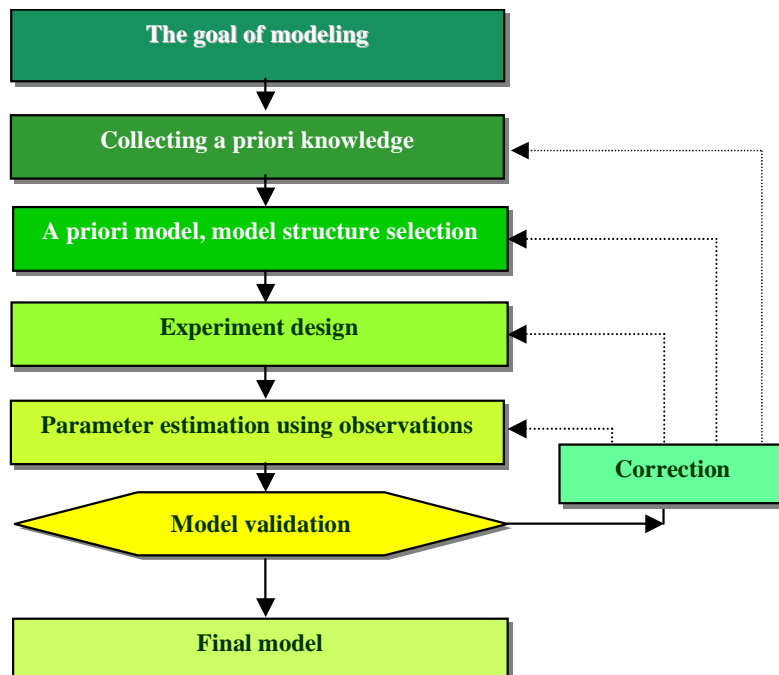 The goal of modeling
Collecting a priori knowledge
A priori model, model structure selection
Experiment design
Parameter estimation using observations
Correction
Model validation
Final model